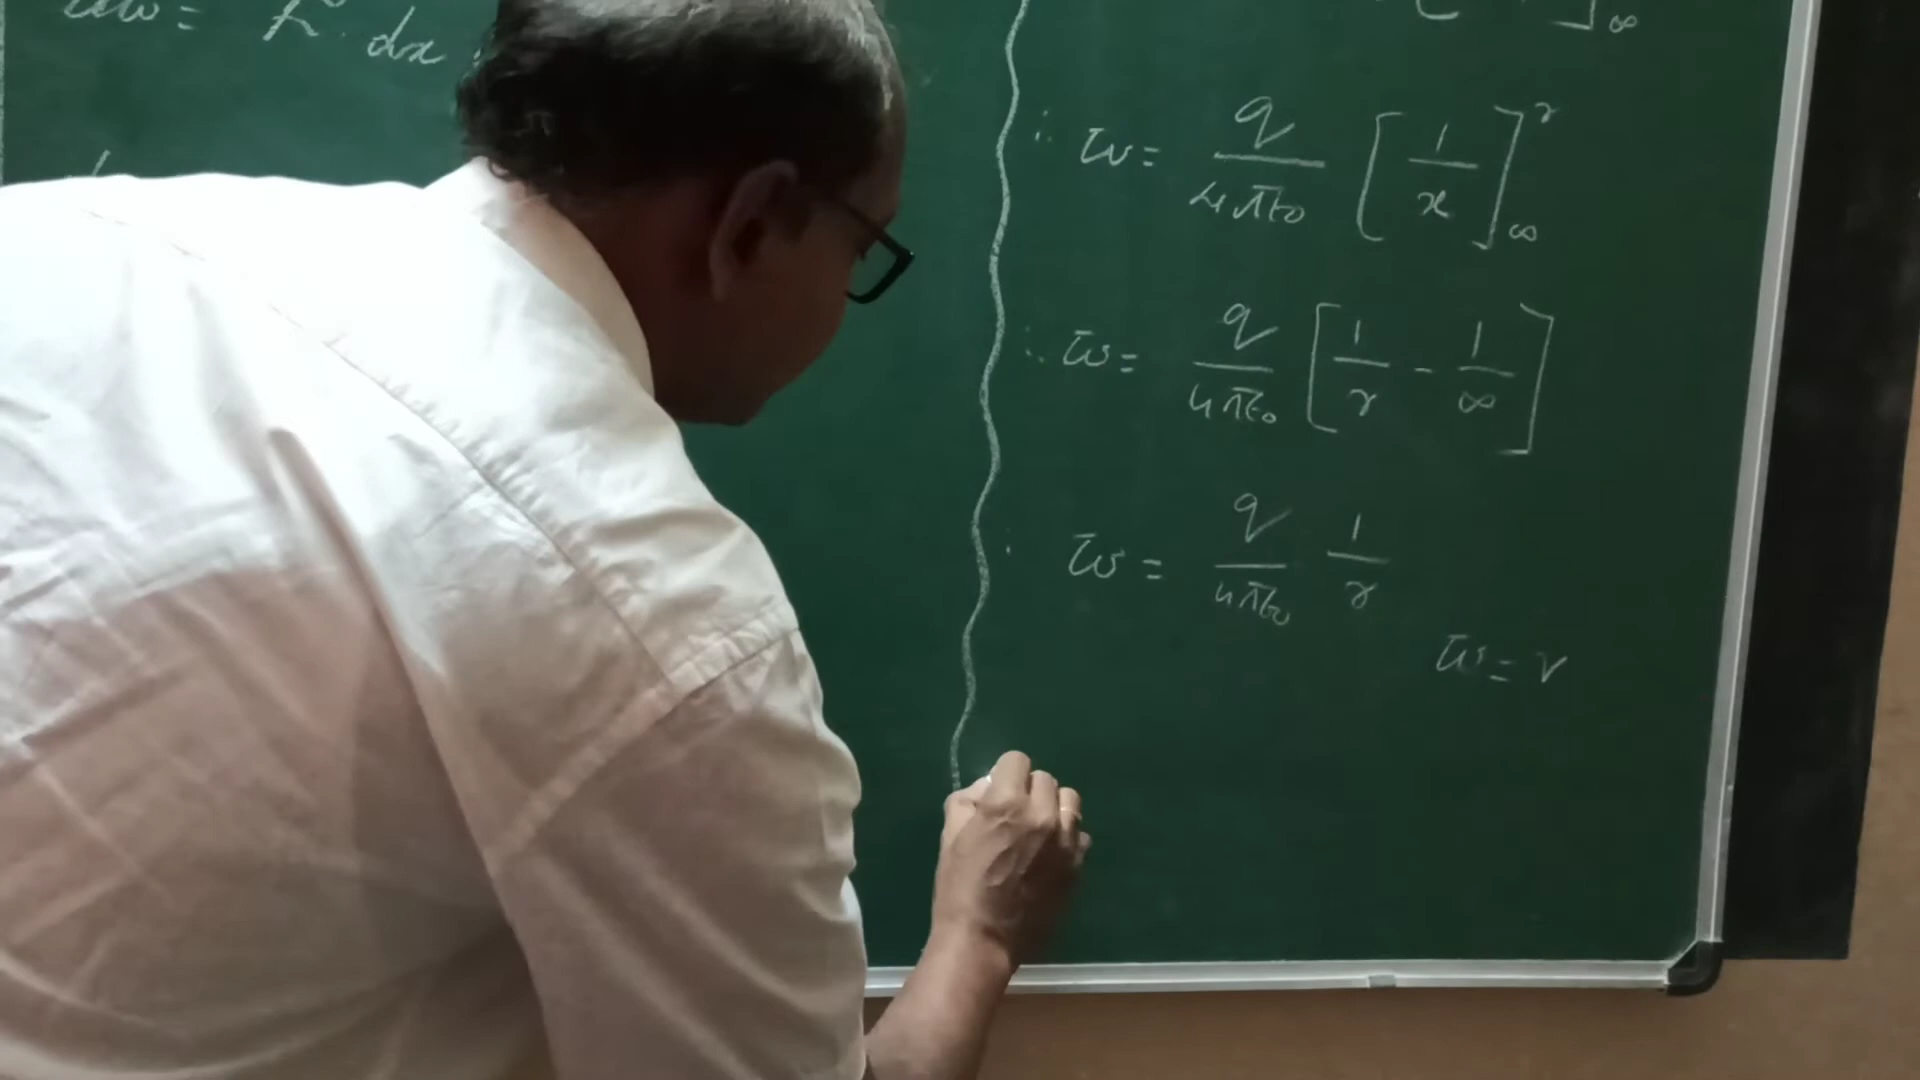 dw = F . dx
]∞
∴ w = q/4πε₀ [1/x]ʳ∞
∴ w = q/4πε₀ [1/r - 1/∞]
∴ w = q/4πε₀ 1/r
w = v